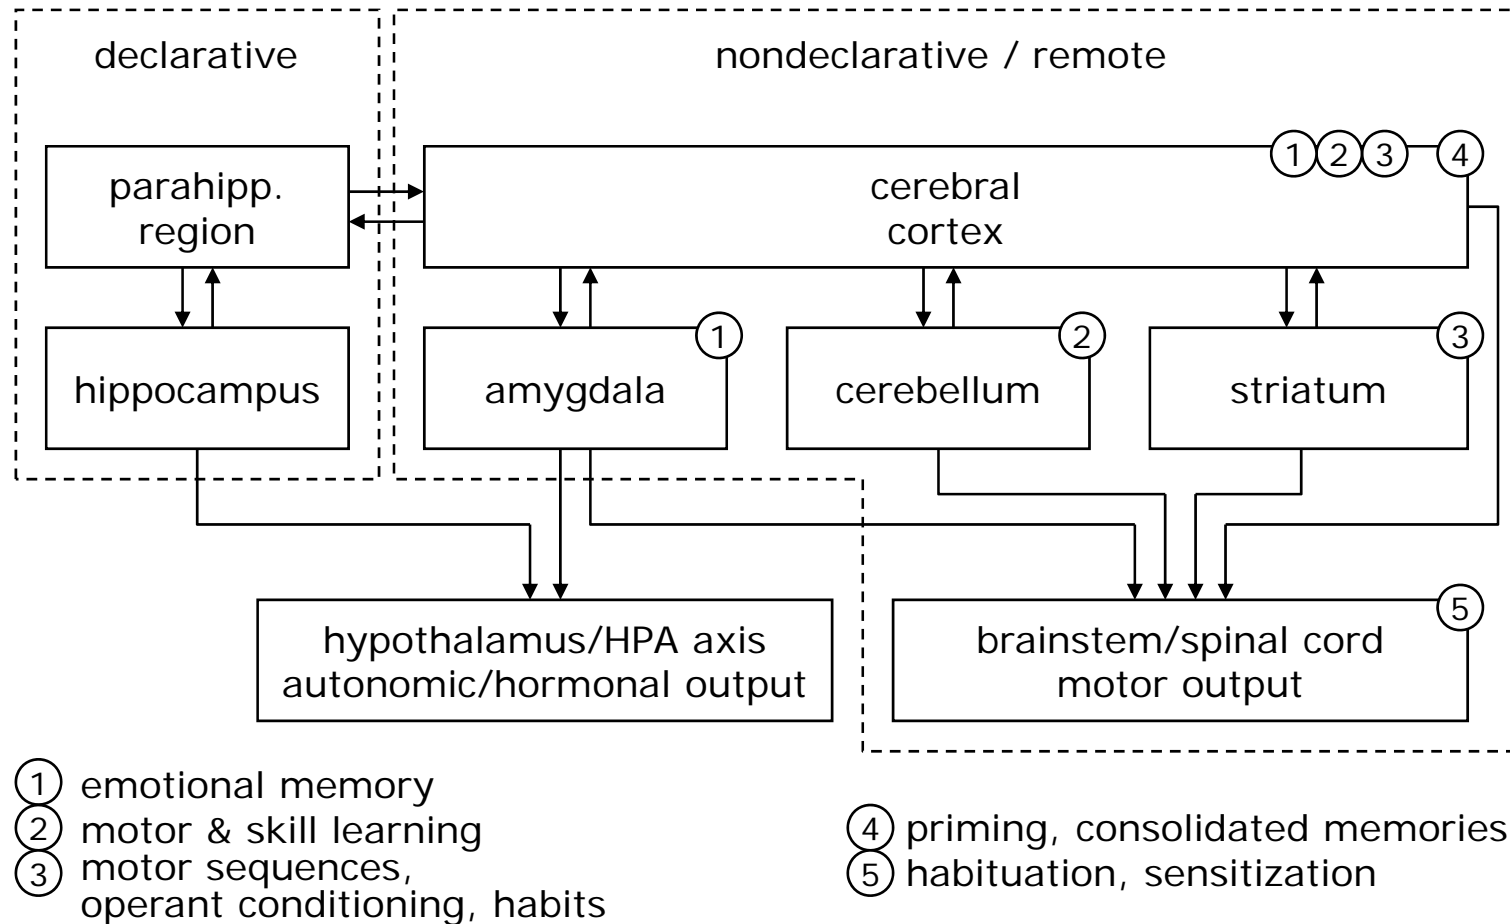 declarative
nondeclarative / remote
parahipp.
region
cerebral
cortex
1
2
3
4
hippocampus
amygdala
1
cerebellum
2
striatum
3
hypothalamus/HPA axis
autonomic/hormonal output
brainstem/spinal cord
motor output
5
1 emotional memory
2 motor & skill learning
3 motor sequences,
operant conditioning, habits
4 priming, consolidated memories
5 habituation, sensitization